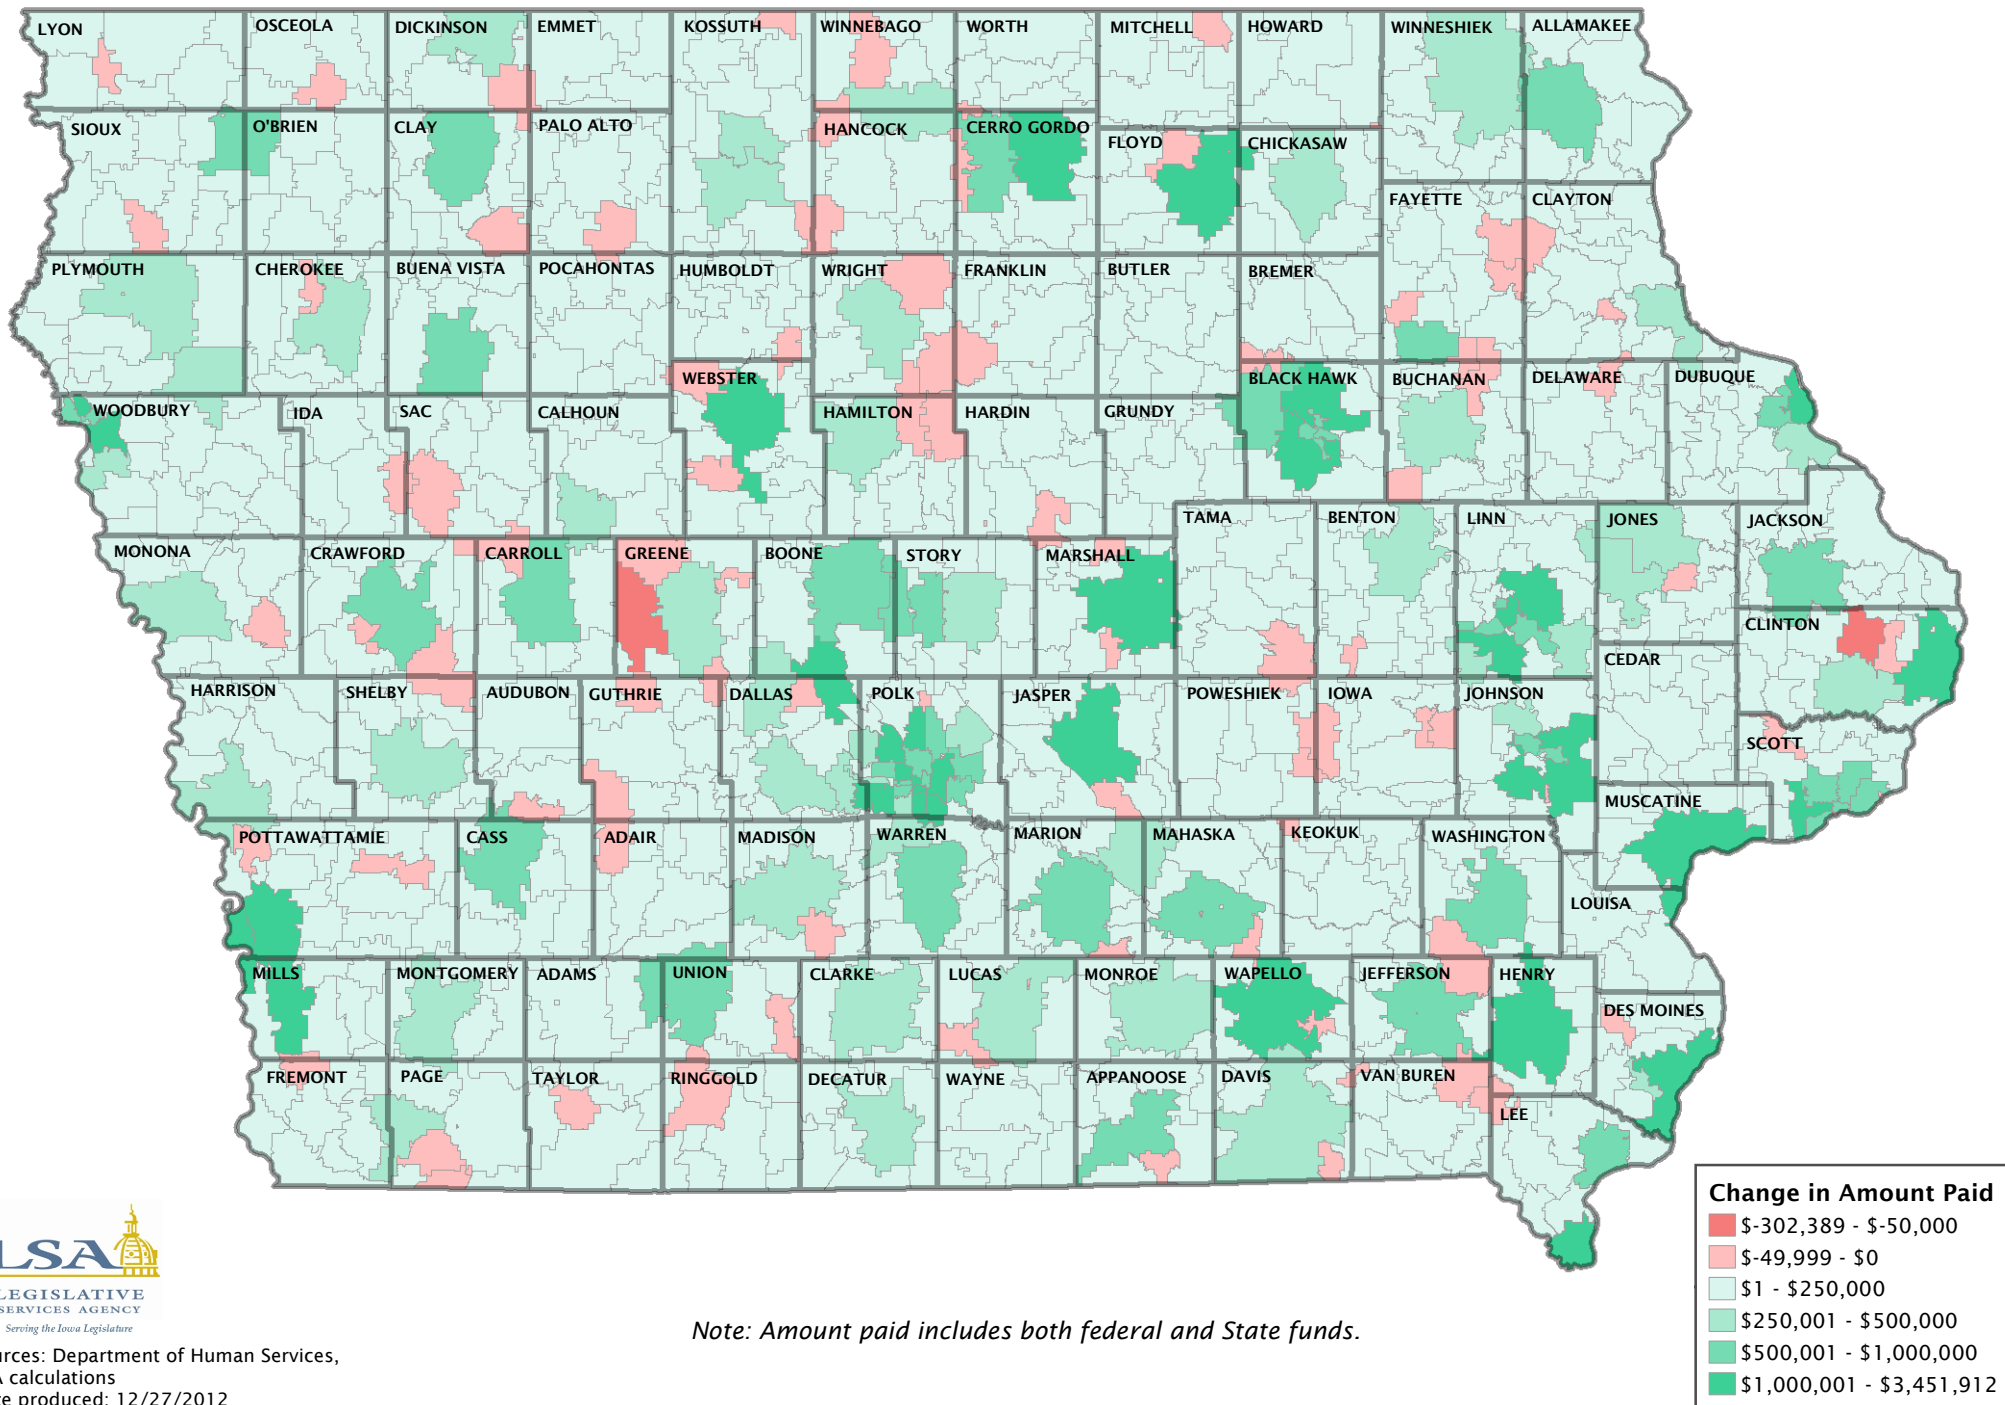 LYON
OSCEOLA
DICKINSON
EMMET
KOSSUTH
WINNEBAGO
WORTH
MITCHELL
HOWARD
WINNESHIEK
ALLAMAKEE
SIOUX
O'BRIEN
CLAY
PALO ALTO
HANCOCK
CERRO GORDO
FLOYD
CHICKASAW
FAYETTE
CLAYTON
PLYMOUTH
CHEROKEE
BUENA VISTA
POCAHONTAS
HUMBOLDT
WRIGHT
FRANKLIN
BUTLER
BREMER
WEBSTER
BLACK HAWK
BUCHANAN
DELAWARE
DUBUQUE
WOODBURY
IDA
SAC
CALHOUN
HAMILTON
HARDIN
GRUNDY
TAMA
BENTON
LINN
JONES
JACKSON
MONONA
CRAWFORD
CARROLL
GREENE
BOONE
STORY
MARSHALL
CLINTON
CEDAR
HARRISON
SHELBY
AUDUBON
GUTHRIE
DALLAS
POLK
JASPER
POWESHIEK
IOWA
JOHNSON
SCOTT
MUSCATINE
POTTAWATTAMIE
CASS
ADAIR
MADISON
WARREN
MARION
MAHASKA
KEOKUK
WASHINGTON
LOUISA
MILLS
MONTGOMERY
ADAMS
UNION
CLARKE
LUCAS
MONROE
WAPELLO
JEFFERSON
HENRY
DES MOINES
FREMONT
PAGE
TAYLOR
RINGGOLD
DECATUR
WAYNE
APPANOOSE
DAVIS
VAN BUREN
LEE
Change in Amount Paid
$-302,389 - $-50,000
$-49,999 - $0
$1 - $250,000
$250,001 - $500,000
$500,001 - $1,000,000
$1,000,001 - $3,451,912
LSA
LEGISLATIVE
SERVICES AGENCY
Serving the Iowa Legislature
Note: Amount paid includes both federal and State funds.
urces: Department of Human Services,
A calculations
te produced: 12/27/2012